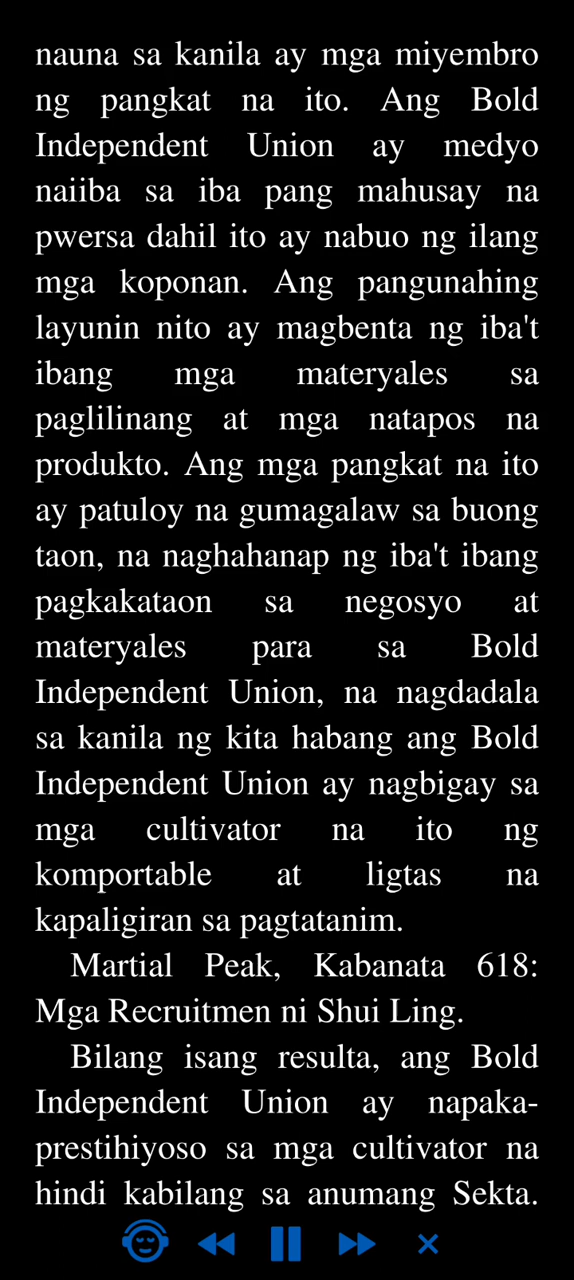 nauna sa kanila ay mga miyembro
ng pangkat na ito. Ang Bold
Independent Union ay medyo
naiiba sa iba pang mahusay na
pwersa dahil ito ay nabuo ng ilang
mga koponan. Ang pangunahing
layunin nito ay magbenta ng iba't
ibang mga materyales sa
paglilinang at mga natapos na
produkto. Ang mga pangkat na ito
ay patuloy na gumagalaw sa buong
taon, na naghahanap ng iba't ibang
pagkakataon sa negosyo at
materyales para sa Bold
Independent Union, na nagdadala
sa kanila ng kita habang ang Bold
Independent Union ay nagbigay sa
mga cultivator na ito ng
komportable at ligtas na
kapaligiran sa pagtatanim.
Martial Peak, Kabanata 618:
Mga Recruitmen ni Shui Ling.
Bilang isang resulta, ang Bold
Independent Union ay napaka-
prestihiyoso sa mga cultivator na
hindi kabilang sa anumang Sekta.